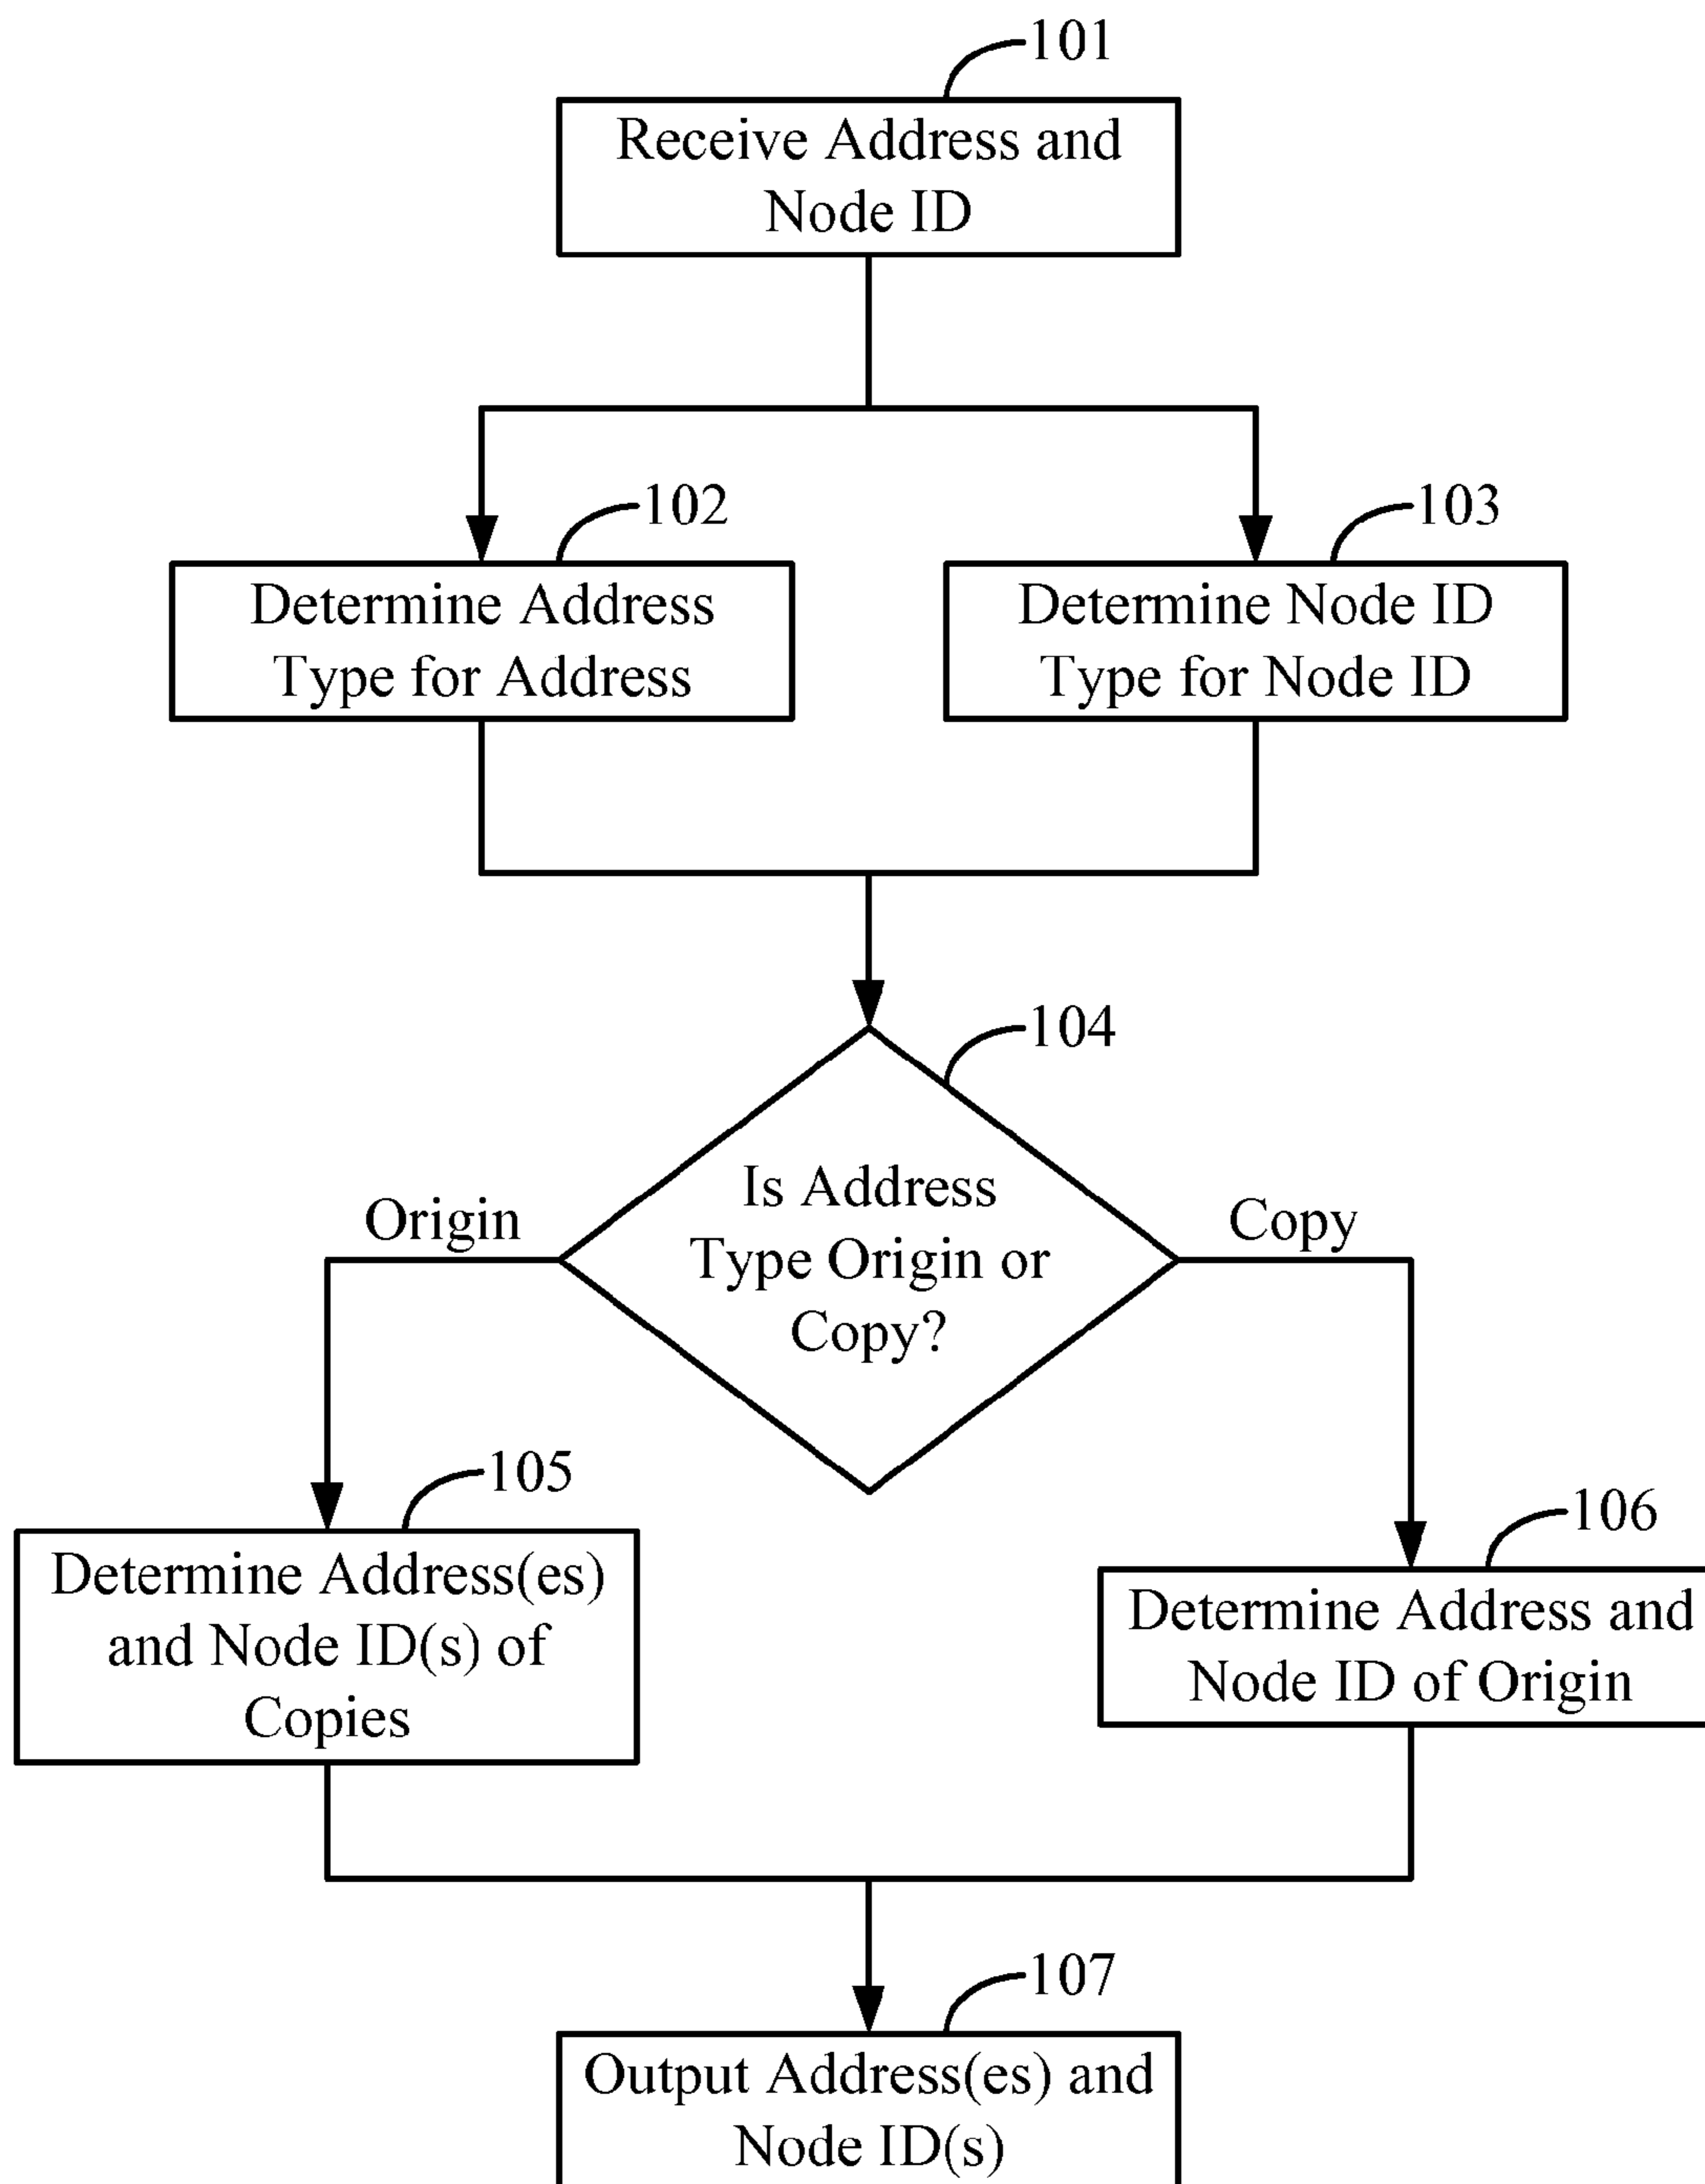 101
Receive Address and
Node ID
102
103
Determine Address
Type for Address
Determine Node ID
Type for Node ID
104
Is Address
Type Origin or
Copy?
Origin
Copy
105
106
Determine Address(es)
and Node ID(s) of
Copies
Determine Address and
Node ID of Origin
107
Output Address(es) and
Node ID(s)